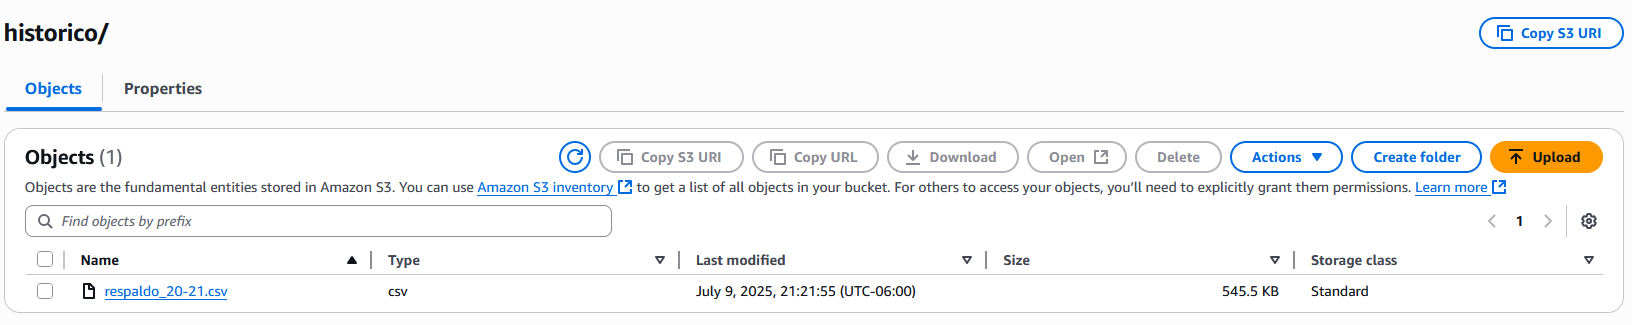 historico/
Copy S3 URI
Objects
Properties
Objects (1)
Copy S3 URI
Copy URL
Download
Open
Delete
Actions
Create folder
Upload
Objects are the fundamental entities stored in Amazon S3. You can use Amazon S3 inventory to get a list of all objects in your bucket. For others to access your objects, you'll need to explicitly grant them permissions. Learn more
Find objects by prefix
1
Name Type Last modified Size Storage class
respaldo_20-21.csv csv July 9, 2025, 21:21:55 (UTC-06:00) 545.5 KB Standard